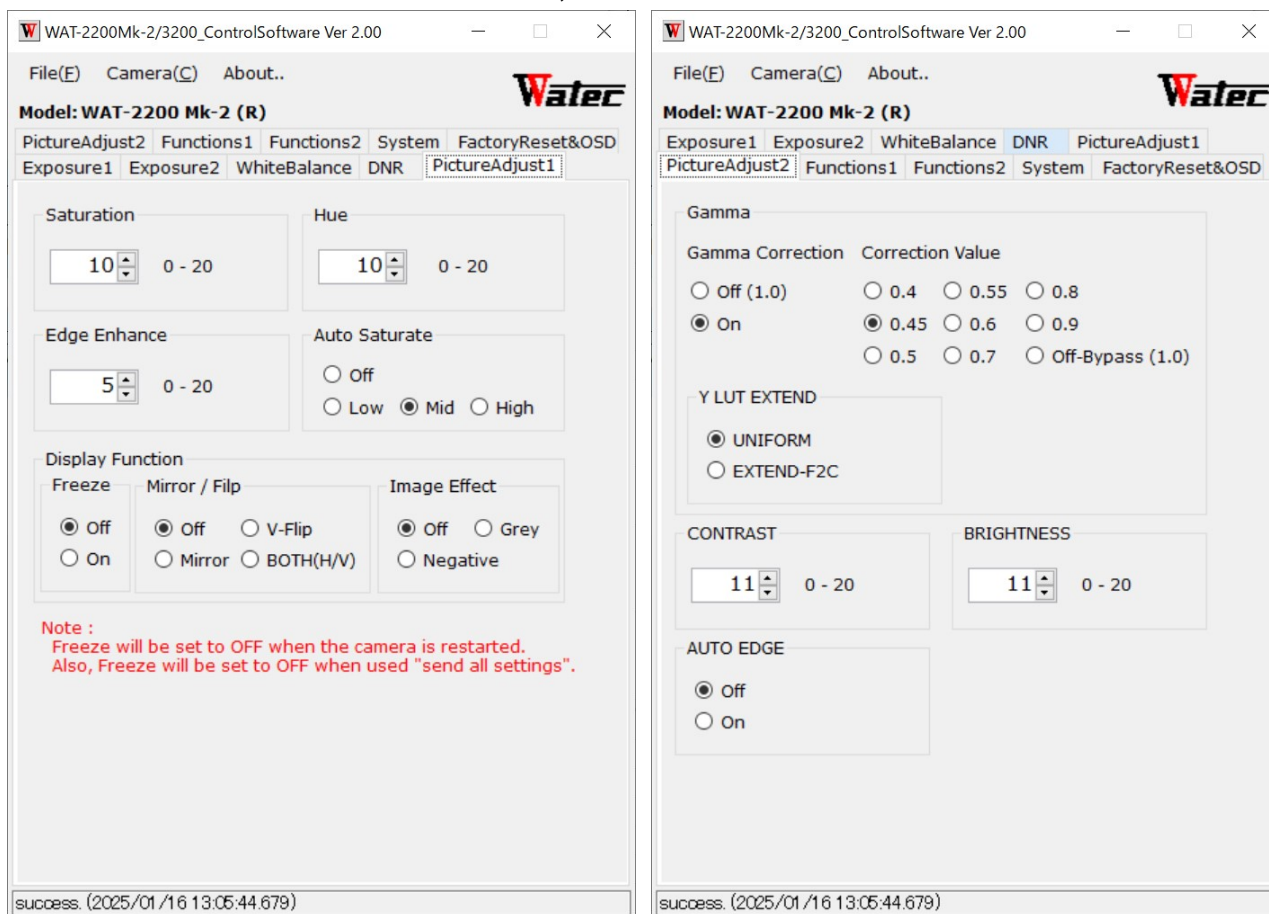 WAT-2200Mk-2/3200_ControlSoftware Ver 2.00
File(F) Camera(C) About..
Watec
Model: WAT-2200 Mk-2 (R)
PictureAdjust2 Functions1 Functions2 System FactoryReset&OSD
Exposure1 Exposure2 WhiteBalance DNR PictureAdjust1
Saturation
10 0 - 20
Hue
10 0 - 20
Edge Enhance
5 0 - 20
Auto Saturate
Off
Low Mid High
Display Function
Freeze
Off
On
Mirror / Filp
Off V-Flip
Mirror BOTH(H/V)
Image Effect
Off Grey
Negative
Note :
Freeze will be set to OFF when the camera is restarted.
Also, Freeze will be set to OFF when used "send all settings".
success. (2025/01/16 13:05:44.679)
WAT-2200Mk-2/3200_ControlSoftware Ver 2.00
File(F) Camera(C) About..
Watec
Model: WAT-2200 Mk-2 (R)
Exposure1 Exposure2 WhiteBalance DNR PictureAdjust1
PictureAdjust2 Functions1 Functions2 System FactoryReset&OSD
Gamma
Gamma Correction Correction Value
Off (1.0) 0.4 0.55 0.8
On 0.45 0.6 0.9
0.5 0.7 Off-Bypass (1.0)
Y LUT EXTEND
UNIFORM
EXTEND-F2C
CONTRAST
11 0 - 20
BRIGHTNESS
11 0 - 20
AUTO EDGE
Off
On
success. (2025/01/16 13:05:44.679)